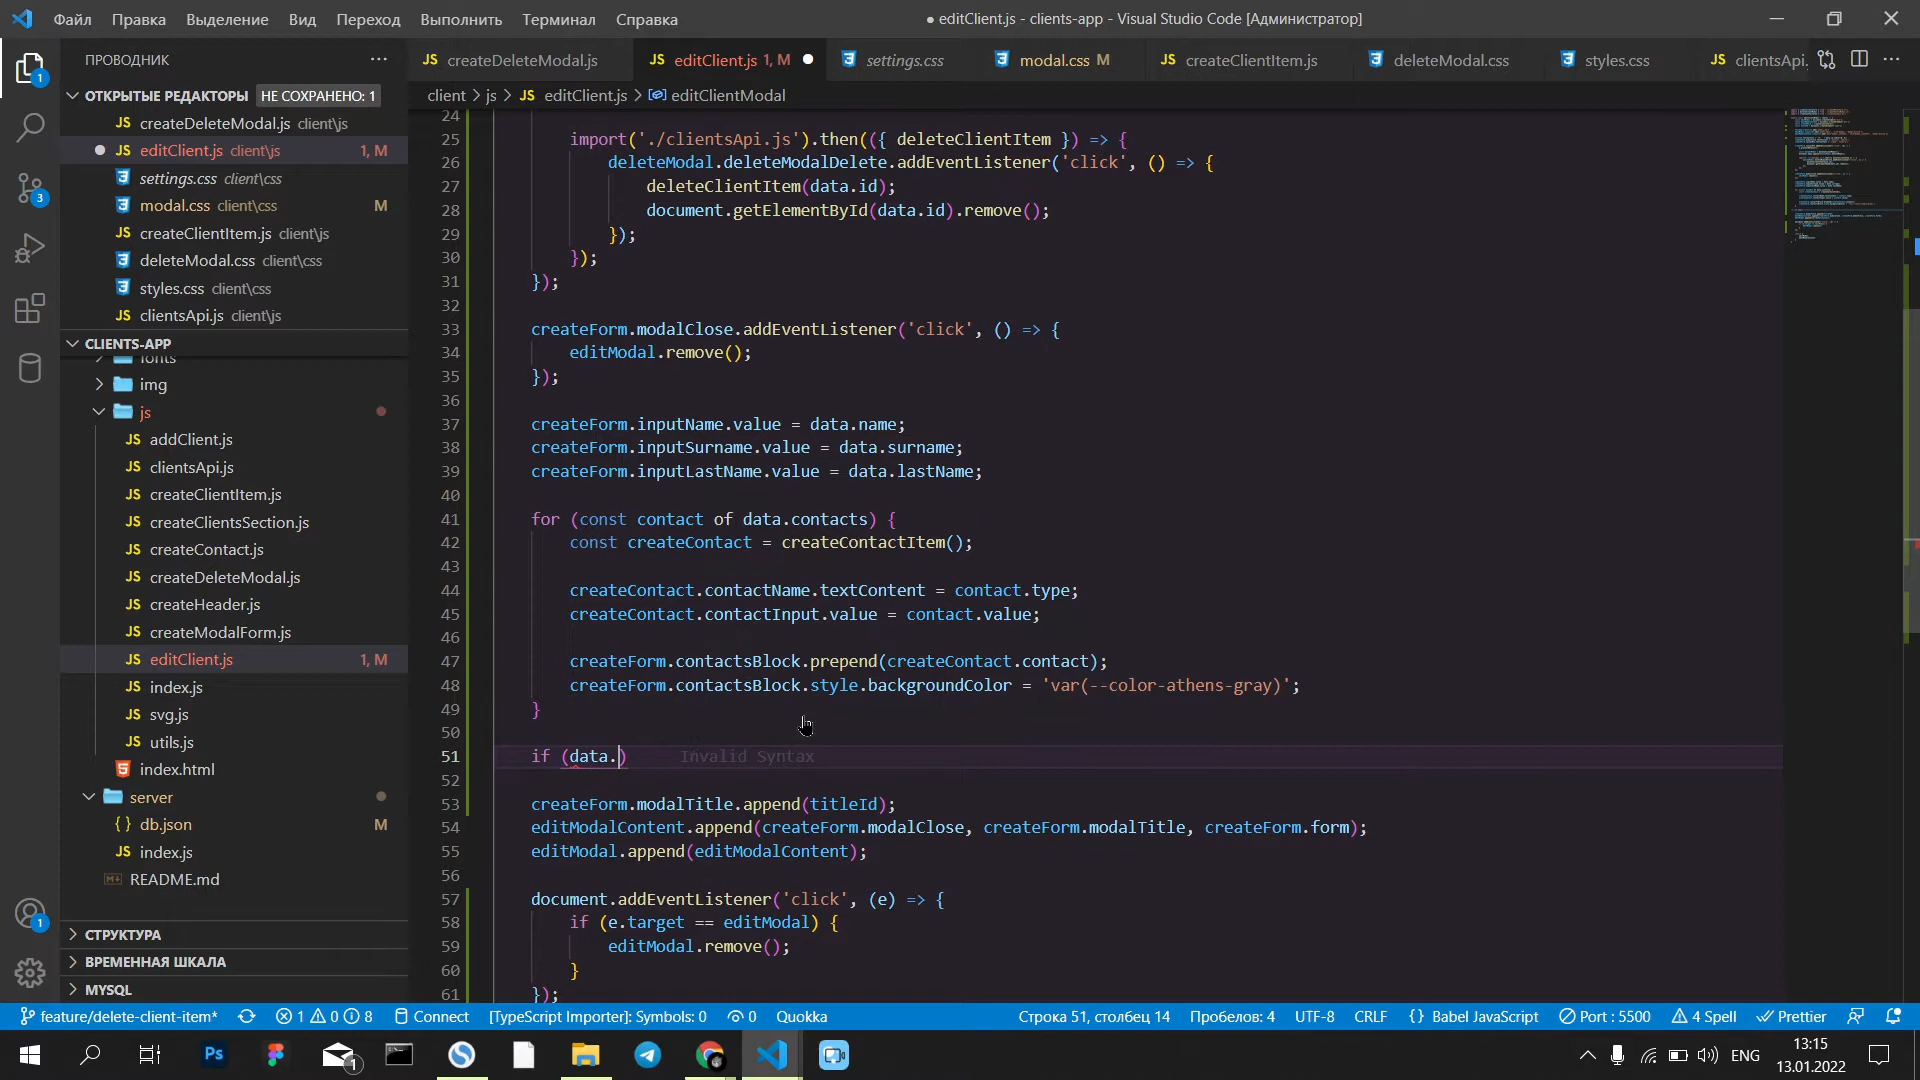 Файл Правка Выделение Вид Переход Выполнить Терминал Справка
● editClient.js - clients-app - Visual Studio Code [Администратор]
ПРОВОДНИК
createDeleteModal.js
editClient.js 1, M
settings.css
modal.css M
createClientItem.js
deleteModal.css
styles.css
clientsApi.
ОТКРЫТЫЕ РЕДАКТОРЫ НЕ СОХРАНЕНО: 1
client > js > JS editClient.js > editClientModal
JS createDeleteModal.js client\js
JS editClient.js client\js 1, M
settings.css client\css
modal.css client\css M
JS createClientItem.js client\js
deleteModal.css client\css
styles.css client\css
JS clientsApi.js client\js
CLIENTS-APP
fonts
img
js
JS addClient.js
JS clientsApi.js
JS createClientItem.js
JS createClientsSection.js
JS createContact.js
JS createDeleteModal.js
JS createHeader.js
JS createModalForm.js
JS editClient.js 1, M
JS index.js
JS svg.js
JS utils.js
index.html
server
{} db.json M
JS index.js
README.md
СТРУКТУРА
ВРЕМЕННАЯ ШКАЛА
MYSQL
24
25 import('./clientsApi.js').then(({ deleteClientItem }) => {
26 deleteModal.deleteModalDelete.addEventListener('click', () => {
27 deleteClientItem(data.id);
28 document.getElementById(data.id).remove();
29 });
30 });
31 });
32
33 createForm.modalClose.addEventListener('click', () => {
34 editModal.remove();
35 });
36
37 createForm.inputName.value = data.name;
38 createForm.inputSurname.value = data.surname;
39 createForm.inputLastName.value = data.lastName;
40
41 for (const contact of data.contacts) {
42 const createContact = createContactItem();
43
44 createContact.contactName.textContent = contact.type;
45 createContact.contactInput.value = contact.value;
46
47 createForm.contactsBlock.prepend(createContact.contact);
48 createForm.contactsBlock.style.backgroundColor = 'var(--color-athens-gray)';
49 }
50
51 if (data.) Invalid Syntax
52
53 createForm.modalTitle.append(titleId);
54 editModalContent.append(createForm.modalClose, createForm.modalTitle, createForm.form);
55 editModal.append(editModalContent);
56
57 document.addEventListener('click', (e) => {
58 if (e.target == editModal) {
59 editModal.remove();
60 }
61 });
feature/delete-client-item* 1 0 8 Connect [TypeScript Importer]: Symbols: 0 0 Quokka
Строка 51, столбец 14 Пробелов: 4 UTF-8 CRLF {} Babel JavaScript Port : 5500 4 Spell Prettier
Ps
ENG
13:15
13.01.2022